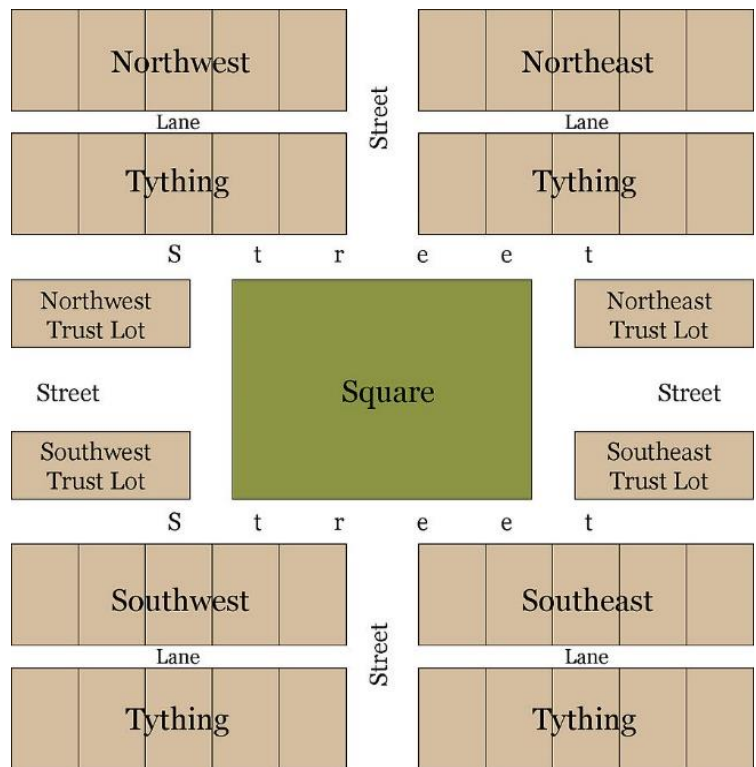 Northwest
Northeast
Lane
Street
Lane
Tything
Tything
S t r e e t
Northwest
Trust Lot
Northeast
Trust Lot
Street
Square
Street
Southwest
Trust Lot
Southeast
Trust Lot
S t r e e t
Southwest
Southeast
Lane
Street
Lane
Tything
Tything